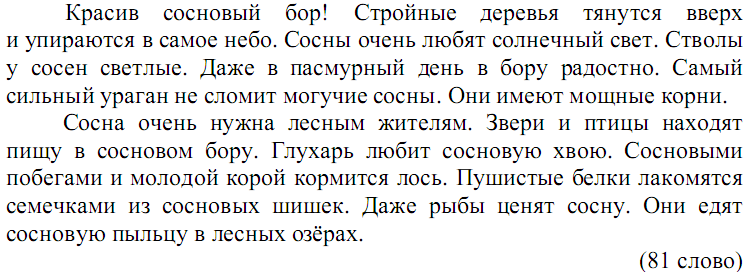 Красив сосновый бор! Стройные деревья тянутся вверх
и упираются в самое небо. Сосны очень любят солнечный свет. Стволы
у сосен светлые. Даже в пасмурный день в бору радостно. Самый
сильный ураган не сломит могучие сосны. Они имеют мощные корни.
Сосна очень нужна лесным жителям. Звери и птицы находят
пищу в сосновом бору. Глухарь любит сосновую хвою. Сосновыми
побегами и молодой корой кормится лось. Пушистые белки лакомятся
семечками из сосновых шишек. Даже рыбы ценят сосну. Они едят
сосновую пыльцу в лесных озёрах.
(81 слово)